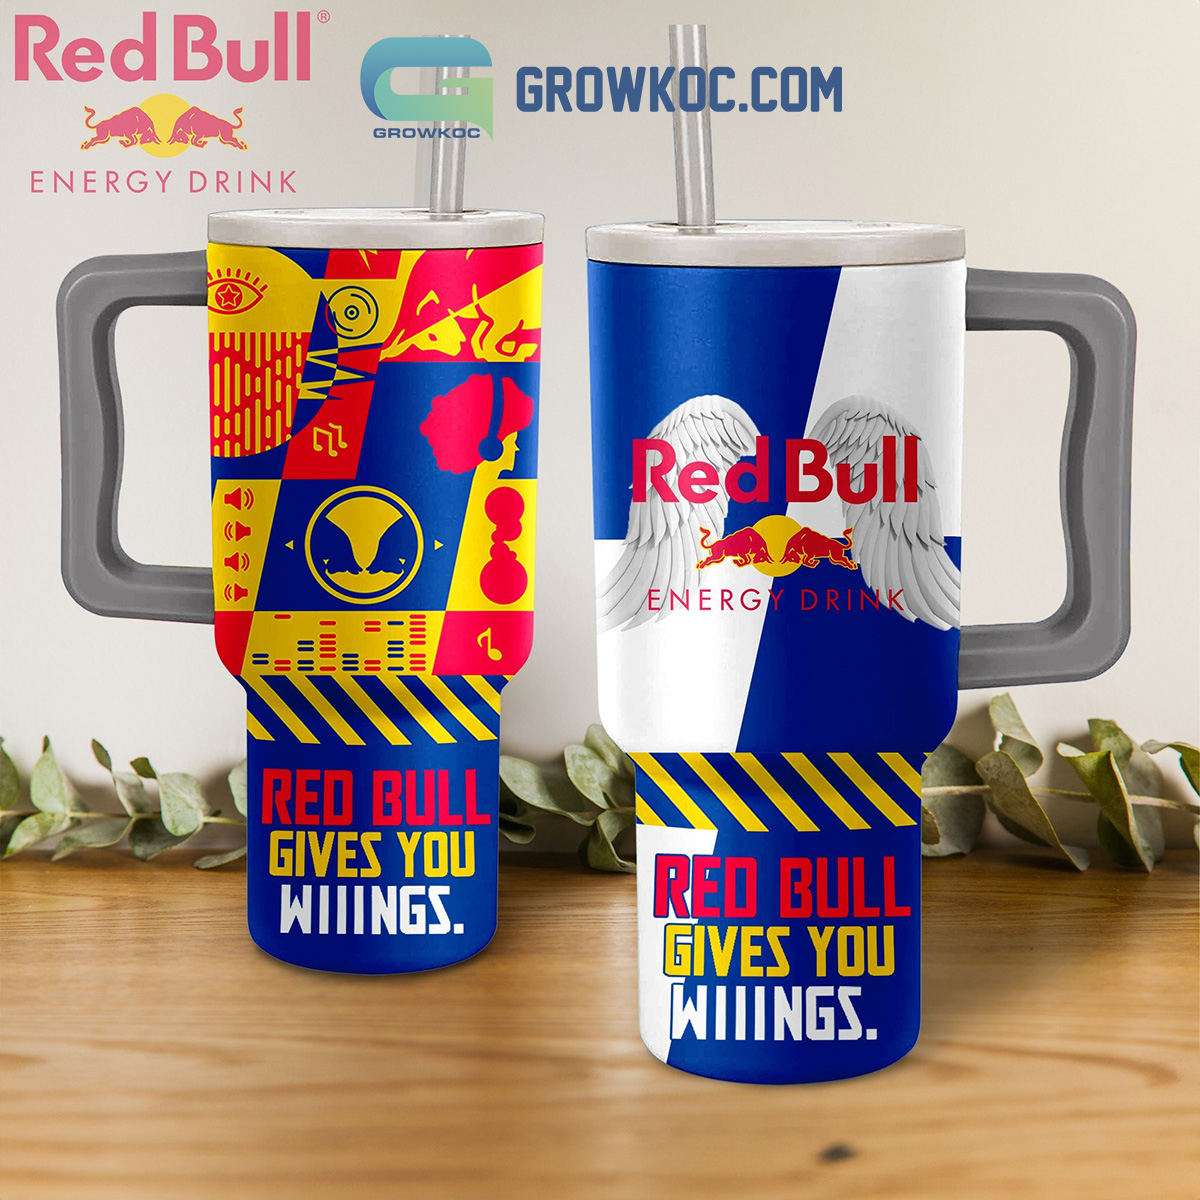 Red Bull®
ENERGY DRINK
GROWKOC
GROWKOC.COM
RED BULL
GIVES YOU
WIIINGS.
Red Bull
ENERGY DRINK
RED BULL
GIVES YOU
WIIINGS.